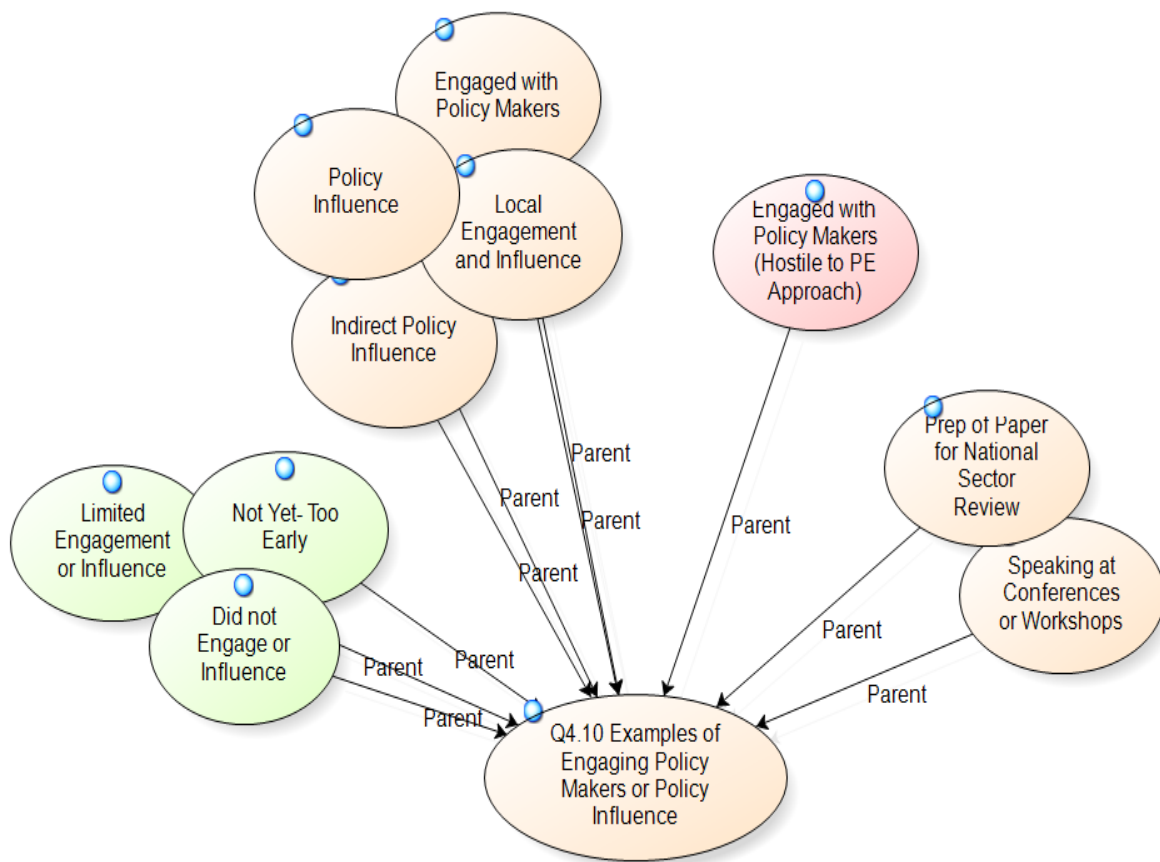 Engaged with
Policy Makers
Policy
Influence
Local
Engagement
and Influence
Indirect Policy
Influence
Engaged with
Policy Makers
(Hostile to PE
Approach)
Prep of Paper
for National
Sector
Review
Speaking at
Conferences
or Workshops
Limited
Engagement
or Influence
Not Yet- Too
Early
Did not
Engage or
Influence
Parent
Parent
Parent
Parent
Parent
Parent
Parent
Parent
Parent
Parent
Q4.10 Examples of
Engaging Policy
Makers or Policy
Influence